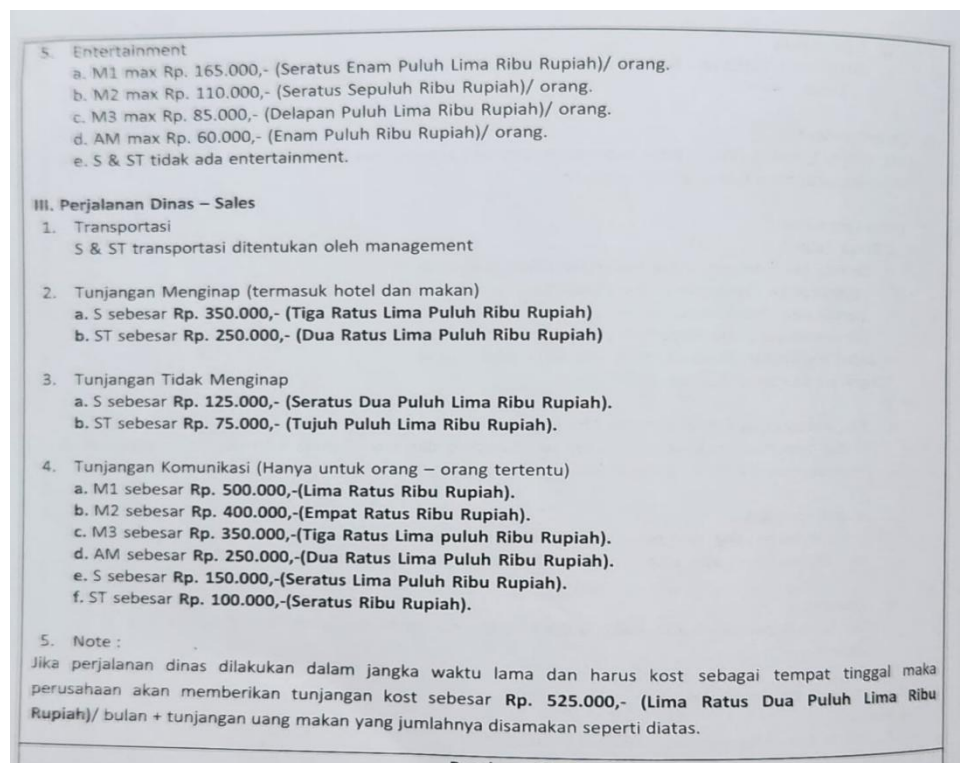 5. Entertainment
a. M1 max Rp. 165.000,- (Seratus Enam Puluh Lima Ribu Rupiah)/ orang.
b. M2 max Rp. 110.000,- (Seratus Sepuluh Ribu Rupiah)/ orang.
c. M3 max Rp. 85.000,- (Delapan Puluh Lima Ribu Rupiah)/ orang.
d. AM max Rp. 60.000,- (Enam Puluh Ribu Rupiah)/ orang.
e. S & ST tidak ada entertainment.
III. Perjalanan Dinas – Sales
1. Transportasi
S & ST transportasi ditentukan oleh management
2. Tunjangan Menginap (termasuk hotel dan makan)
a. S sebesar Rp. 350.000,- (Tiga Ratus Lima Puluh Ribu Rupiah)
b. ST sebesar Rp. 250.000,- (Dua Ratus Lima Puluh Ribu Rupiah)
3. Tunjangan Tidak Menginap
a. S sebesar Rp. 125.000,- (Seratus Dua Puluh Lima Ribu Rupiah).
b. ST sebesar Rp. 75.000,- (Tujuh Puluh Lima Ribu Rupiah).
4. Tunjangan Komunikasi (Hanya untuk orang – orang tertentu)
a. M1 sebesar Rp. 500.000,-(Lima Ratus Ribu Rupiah).
b. M2 sebesar Rp. 400.000,-(Empat Ratus Ribu Rupiah).
c. M3 sebesar Rp. 350.000,-(Tiga Ratus Lima puluh Ribu Rupiah).
d. AM sebesar Rp. 250.000,-(Dua Ratus Lima Puluh Ribu Rupiah).
e. S sebesar Rp. 150.000,-(Seratus Lima Puluh Ribu Rupiah).
f. ST sebesar Rp. 100.000,-(Seratus Ribu Rupiah).
5. Note :
Jika perjalanan dinas dilakukan dalam jangka waktu lama dan harus kost sebagai tempat tinggal maka
perusahaan akan memberikan tunjangan kost sebesar Rp. 525.000,- (Lima Ratus Dua Puluh Lima Ribu
Rupiah)/ bulan + tunjangan uang makan yang jumlahnya disamakan seperti diatas.